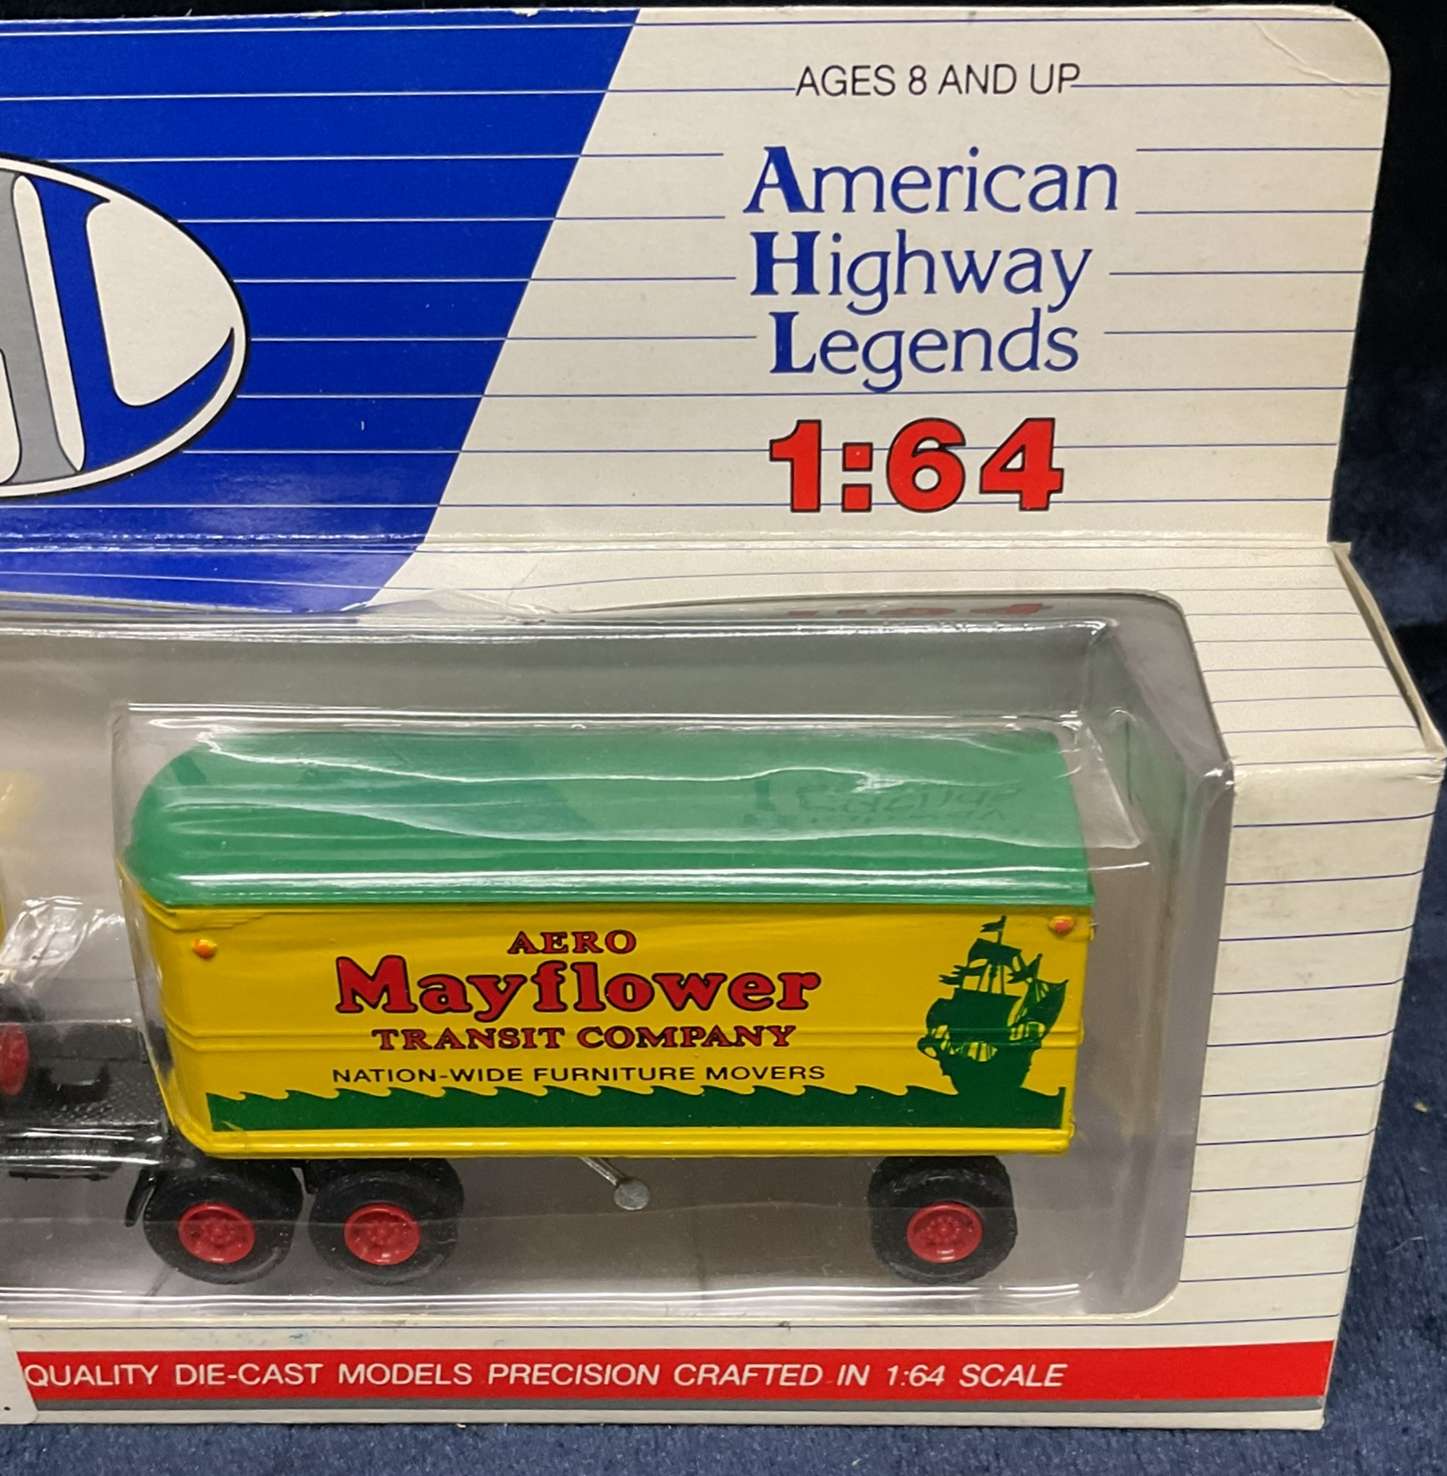 AGES 8 AND UP
American
Highway
Legends
1:64
AERO
Mayflower
TRANSIT COMPANY
NATION-WIDE FURNITURE MOVERS
QUALITY DIE-CAST MODELS PRECISION CRAFTED IN 1:64 SCALE